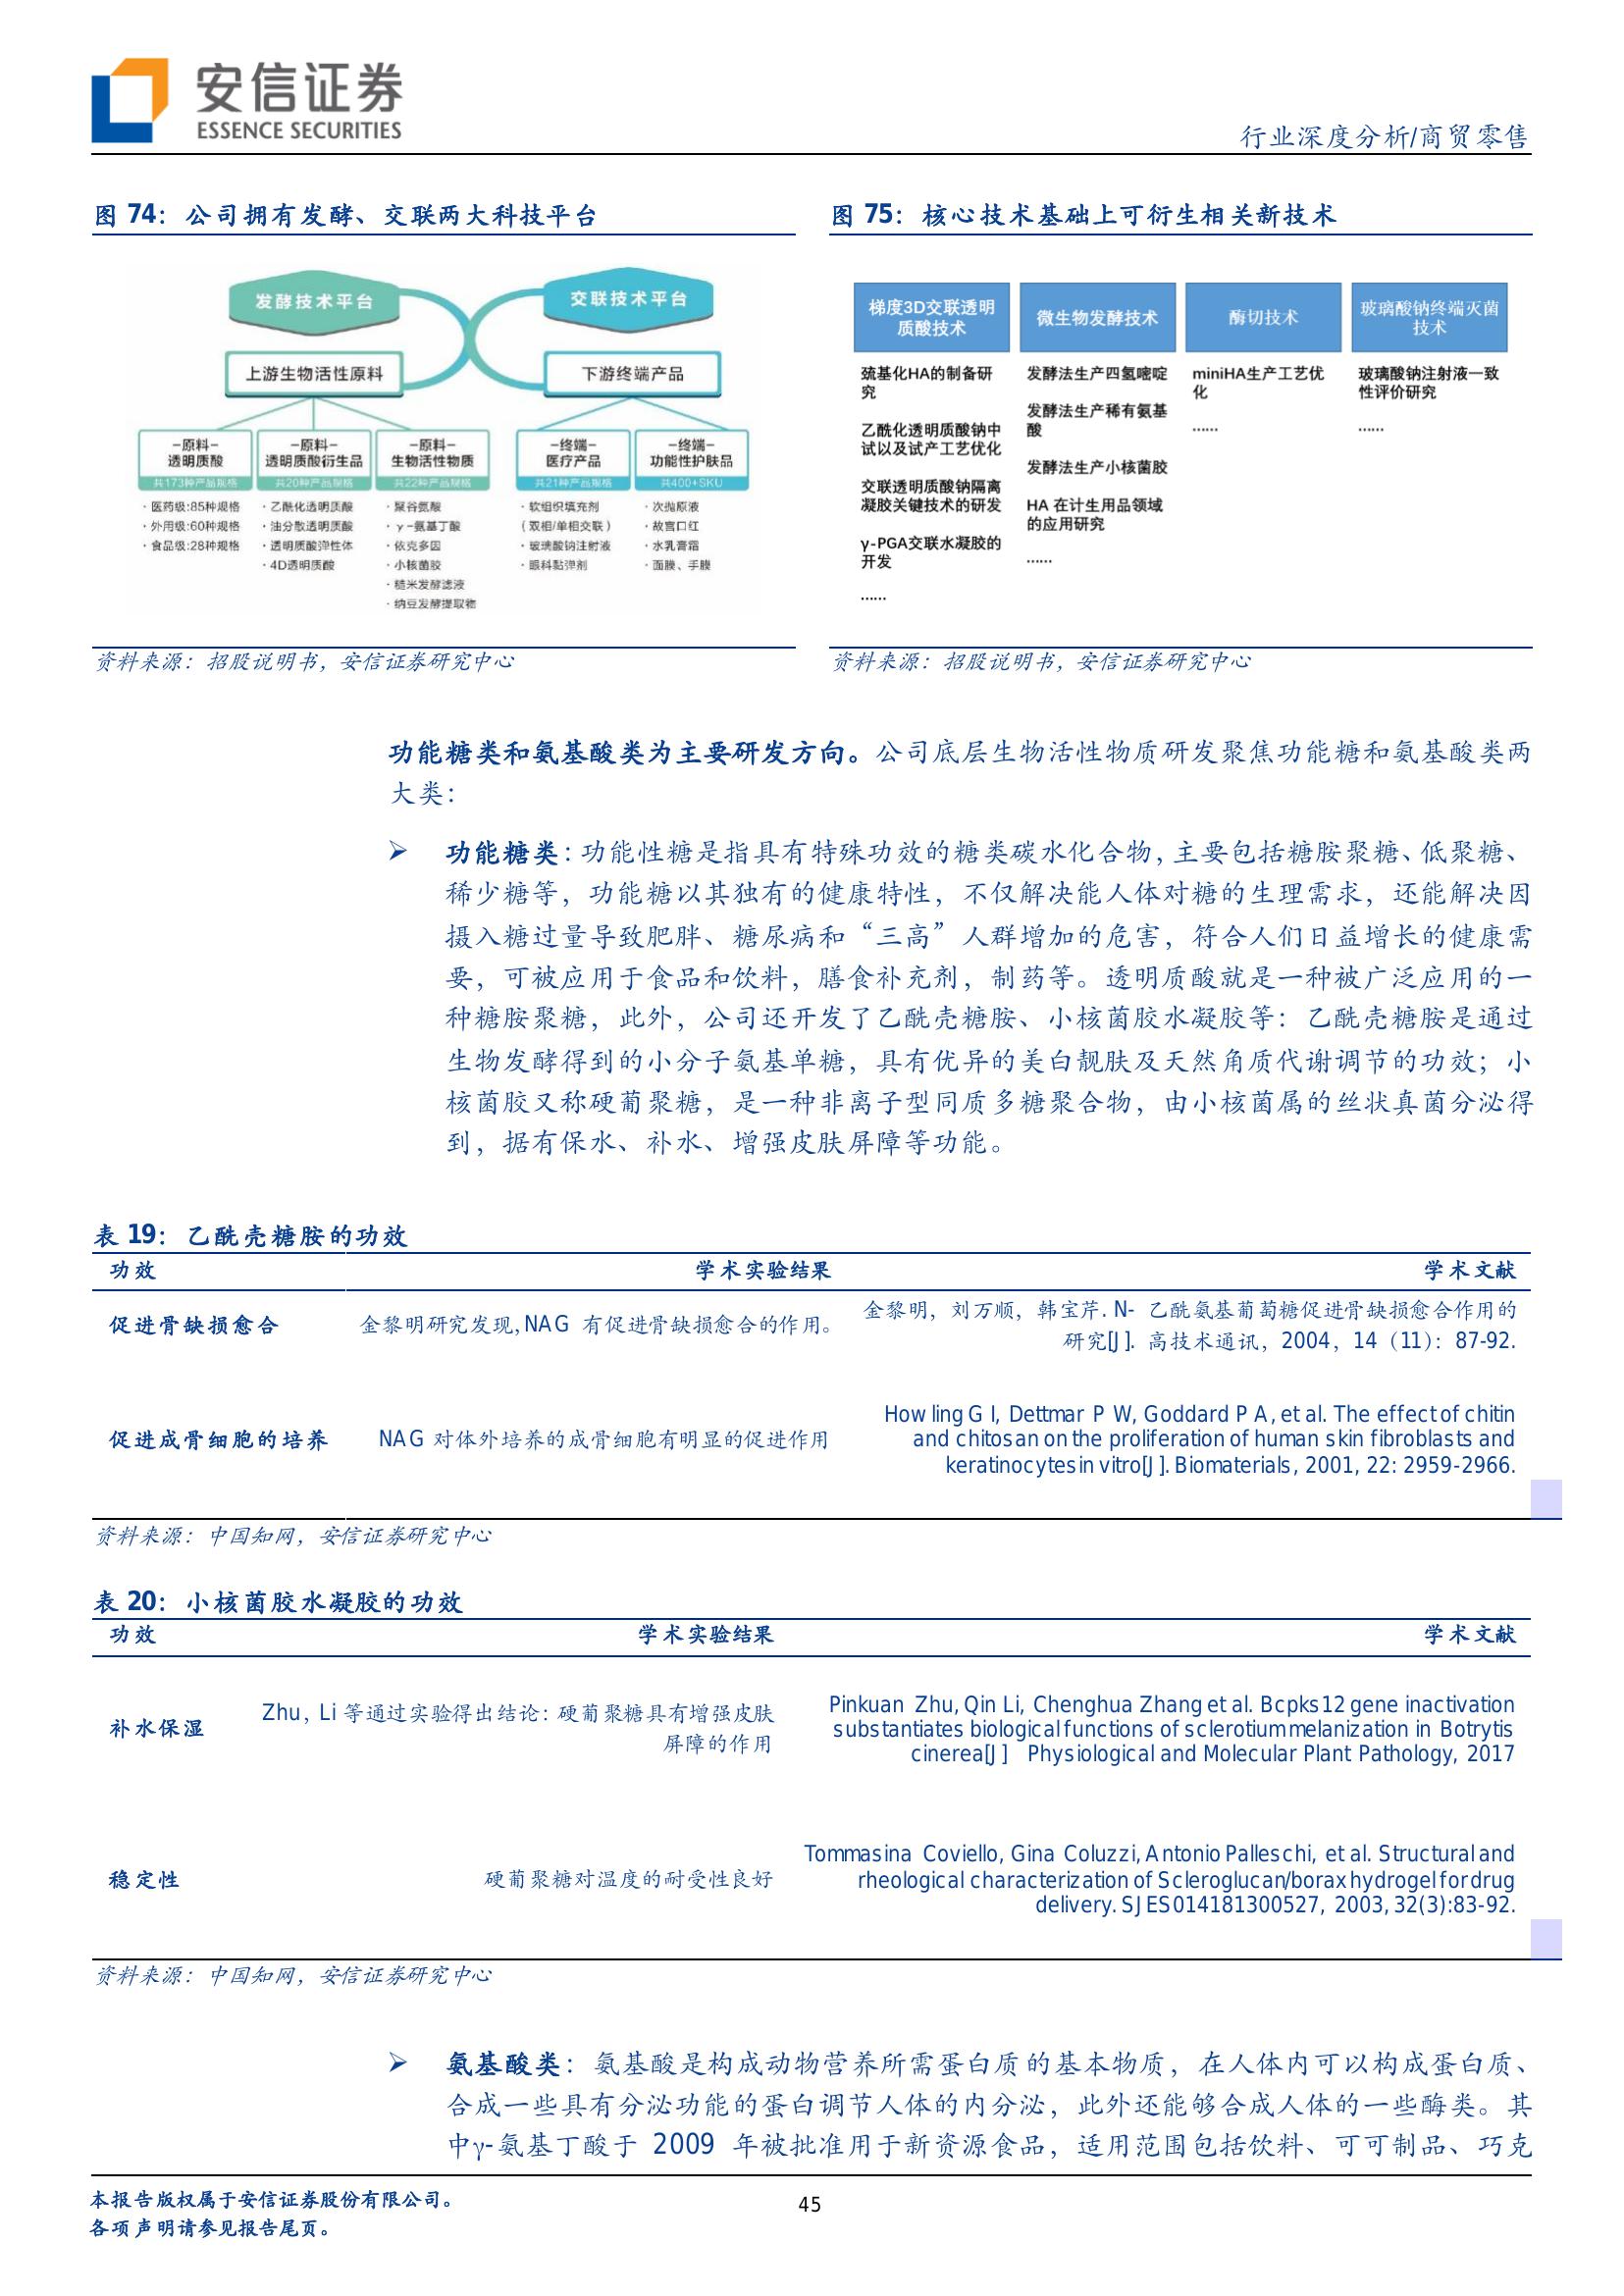 安信证券
ESSENCE SECURITIES
行业深度分析/商贸零售
图 74：公司拥有发酵、交联两大科技平台
发酵技术平台
交联技术平台
上游生物活性原料
下游终端产品
–原料–
透明质酸
共173种产品规格
· 医药级:85种规格
· 外用级:60种规格
· 食品级:28种规格
–原料–
透明质酸衍生品
共20种产品规格
· 乙酰化透明质酸
· 油分散透明质酸
· 透明质酸弹性体
· 4D透明质酸
–原料–
生物活性物质
共22种产品规格
· 聚谷氨酸
· γ–氨基丁酸
· 依克多因
· 小核菌胶
· 糙米发酵滤液
· 纳豆发酵提取物
–终端–
医疗产品
共21种产品规格
· 软组织填充剂
（双相/单相交联）
· 玻璃酸钠注射液
· 眼科黏弹剂
–终端–
功能性护肤品
共400+SKU
· 次抛原液
· 故宫口红
· 水乳膏霜
· 面膜、手膜
资料来源：招股说明书，安信证券研究中心
图 75：核心技术基础上可衍生相关新技术
梯度3D交联透明
质酸技术
巯基化HA的制备研
究
乙酰化透明质酸钠中
试以及试产工艺优化
交联透明质酸钠隔离
凝胶关键技术的研发
γ-PGA交联水凝胶的
开发
……
微生物发酵技术
发酵法生产四氢嘧啶
发酵法生产稀有氨基
酸
发酵法生产小核菌胶
HA 在计生用品领域
的应用研究
……
酶切技术
miniHA生产工艺优
化
……
玻璃酸钠终端灭菌
技术
玻璃酸钠注射液一致
性评价研究
……
资料来源：招股说明书，安信证券研究中心
功能糖类和氨基酸类为主要研发方向。公司底层生物活性物质研发聚焦功能糖和氨基酸类两
大类：
➢ 功能糖类：功能性糖是指具有特殊功效的糖类碳水化合物，主要包括糖胺聚糖、低聚糖、
稀少糖等，功能糖以其独有的健康特性，不仅解决能人体对糖的生理需求，还能解决因
摄入糖过量导致肥胖、糖尿病和“三高”人群增加的危害，符合人们日益增长的健康需
要，可被应用于食品和饮料，膳食补充剂，制药等。透明质酸就是一种被广泛应用的一
种糖胺聚糖，此外，公司还开发了乙酰壳糖胺、小核菌胶水凝胶等：乙酰壳糖胺是通过
生物发酵得到的小分子氨基单糖，具有优异的美白靓肤及天然角质代谢调节的功效；小
核菌胶又称硬葡聚糖，是一种非离子型同质多糖聚合物，由小核菌属的丝状真菌分泌得
到，据有保水、补水、增强皮肤屏障等功能。
表 19：乙酰壳糖胺的功效
功效 学术实验结果 学术文献
促进骨缺损愈合 金黎明研究发现,NAG 有促进骨缺损愈合的作用。 金黎明，刘万顺，韩宝芹. N- 乙酰氨基葡萄糖促进骨缺损愈合作用的
研究[J]. 高技术通讯，2004，14（11）：87-92.
促进成骨细胞的培养 NAG 对体外培养的成骨细胞有明显的促进作用 Howling G I, Dettmar P W, Goddard P A, et al. The effect of chitin
and chitosan on the proliferation of human skin fibroblasts and
keratinocytes in vitro[J]. Biomaterials, 2001, 22: 2959-2966.
资料来源：中国知网，安信证券研究中心
表 20：小核菌胶水凝胶的功效
功效 学术实验结果 学术文献
补水保湿 Zhu, Li 等通过实验得出结论：硬葡聚糖具有增强皮肤
屏障的作用 Pinkuan Zhu, Qin Li, Chenghua Zhang et al. Bcpks12 gene inactivation
substantiates biological functions of sclerotium melanization in Botrytis
cinerea[J] Physiological and Molecular Plant Pathology, 2017
稳定性 硬葡聚糖对温度的耐受性良好 Tommasina Coviello, Gina Coluzzi, Antonio Palleschi, et al. Structural and
rheological characterization of Scleroglucan/borax hydrogel for drug
delivery. SJES014181300527, 2003, 32(3):83-92.
资料来源：中国知网，安信证券研究中心
➢ 氨基酸类：氨基酸是构成动物营养所需蛋白质的基本物质，在人体内可以构成蛋白质、
合成一些具有分泌功能的蛋白调节人体的内分泌，此外还能够合成人体的一些酶类。其
中γ-氨基丁酸于 2009 年被批准用于新资源食品，适用范围包括饮料、可可制品、巧克
本报告版权属于安信证券股份有限公司。
各项声明请参见报告尾页。
45